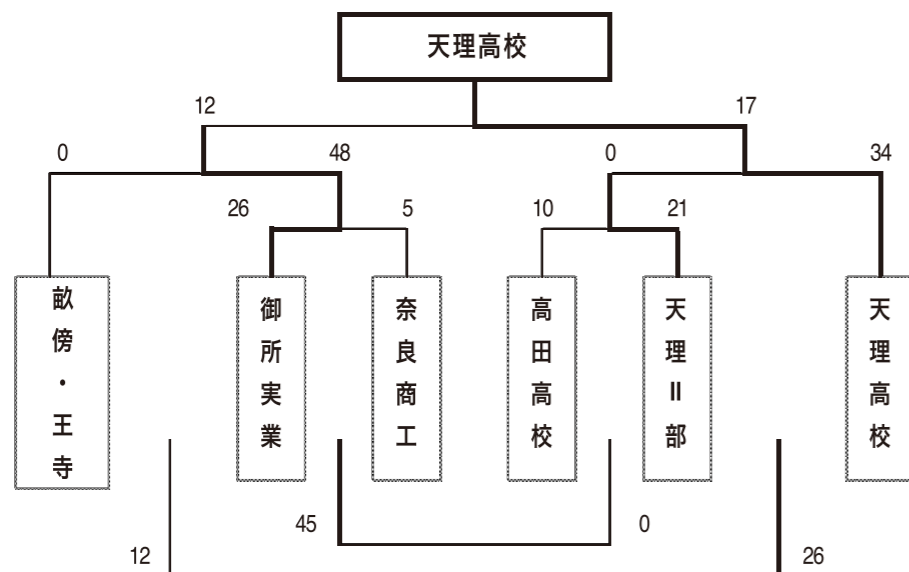 天理高校
12 17
0 48 0 34
26 5 10 21
畝傍・王寺
御所実業
奈良商工
高田高校
天理Ⅱ部
天理高校
45 0
12 26